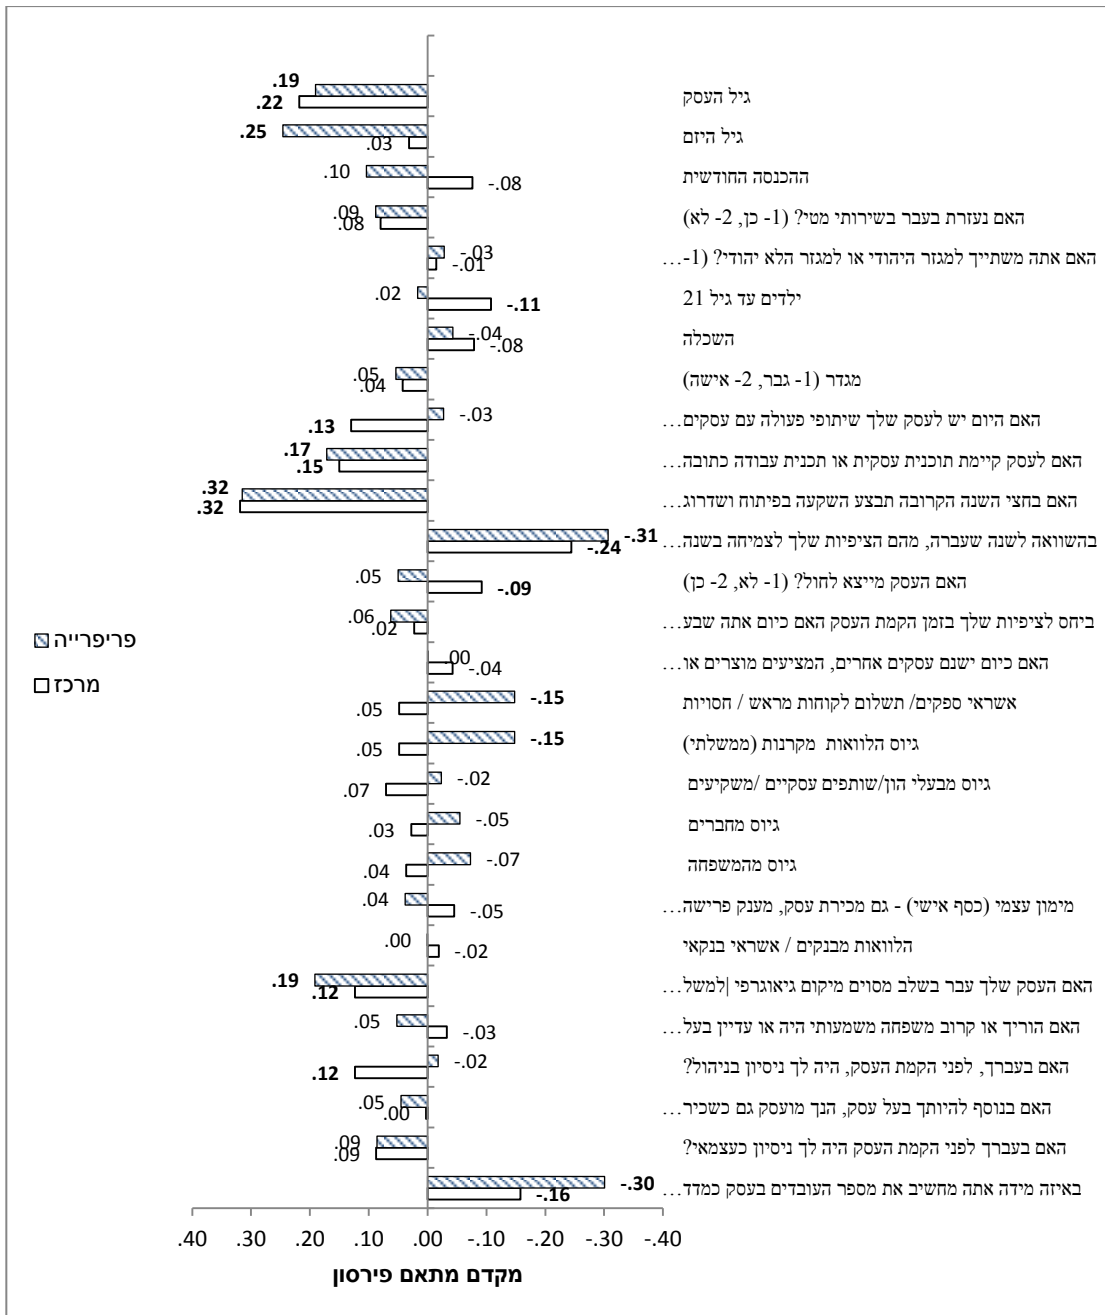 גיל העסק
.19
.22
גיל היזם
.25
.03
ההכנסה החודשית
.10
-.08
האם נעזרת בעבר בשירותי מטי? (1- כן, 2- לא)
.09
.08
האם אתה משתייך למגזר היהודי או למגזר הלא יהודי? (1-...
-.03
-.01
ילדים עד גיל 21
.02
-.11
השכלה
-.04
-.08
מגדר (1- גבר, 2- אישה)
.05
.04
האם היום יש לעסק שלך שיתופי פעולה עם עסקים...
-.03
.13
האם לעסק קיימת תוכנית עסקית או תכנית עבודה כתובה...
.17
.15
האם בחצי השנה הקרובה תבצע השקעה בפיתוח ושדרוג...
.32
.32
בהשוואה לשנה שעברה, מהם הציפיות שלך לצמיחה בשנה...
-.31
-.24
האם העסק מייצא לחול? (1- לא, 2- כן)
.05
-.09
ביחס לציפיות שלך בזמן הקמת העסק האם כיום אתה שבע...
.06
.02
האם כיום ישנם עסקים אחרים, המציעים מוצרים או...
.00
-.04
אשראי ספקים/ תשלום לקוחות מראש / חסויות
-.15
.05
גיוס הלוואות מקרנות (ממשלתי)
-.15
.05
גיוס מבעלי הון/שותפים עסקיים /משקיעים
-.02
.07
גיוס מחברים
-.05
.03
גיוס מהמשפחה
-.07
.04
מימון עצמי (כסף אישי) - גם מכירת עסק, מענק פרישה...
.04
-.05
הלוואות מבנקים / אשראי בנקאי
.00
-.02
האם העסק שלך עבר בשלב מסוים מיקום גיאוגרפי |למשל...
.19
.12
האם הוריך או קרוב משפחה משמעותי היה או עדיין בעל...
.05
-.03
האם בעברך, לפני הקמת העסק, היה לך ניסיון בניהול?
-.02
.12
האם בנוסף להיותך בעל עסק, הנך מועסק גם כשכיר...
.05
.00
האם בעברך לפני הקמת העסק היה לך ניסיון כעצמאי?
.09
.09
באיזה מידה אתה מחשיב את מספר העובדים בעסק כמדד...
-.30
-.16
פריפרייה
מרכז
.40 .30 .20 .10 .00 -.10 -.20 -.30 -.40
מקדם מתאם פירסון